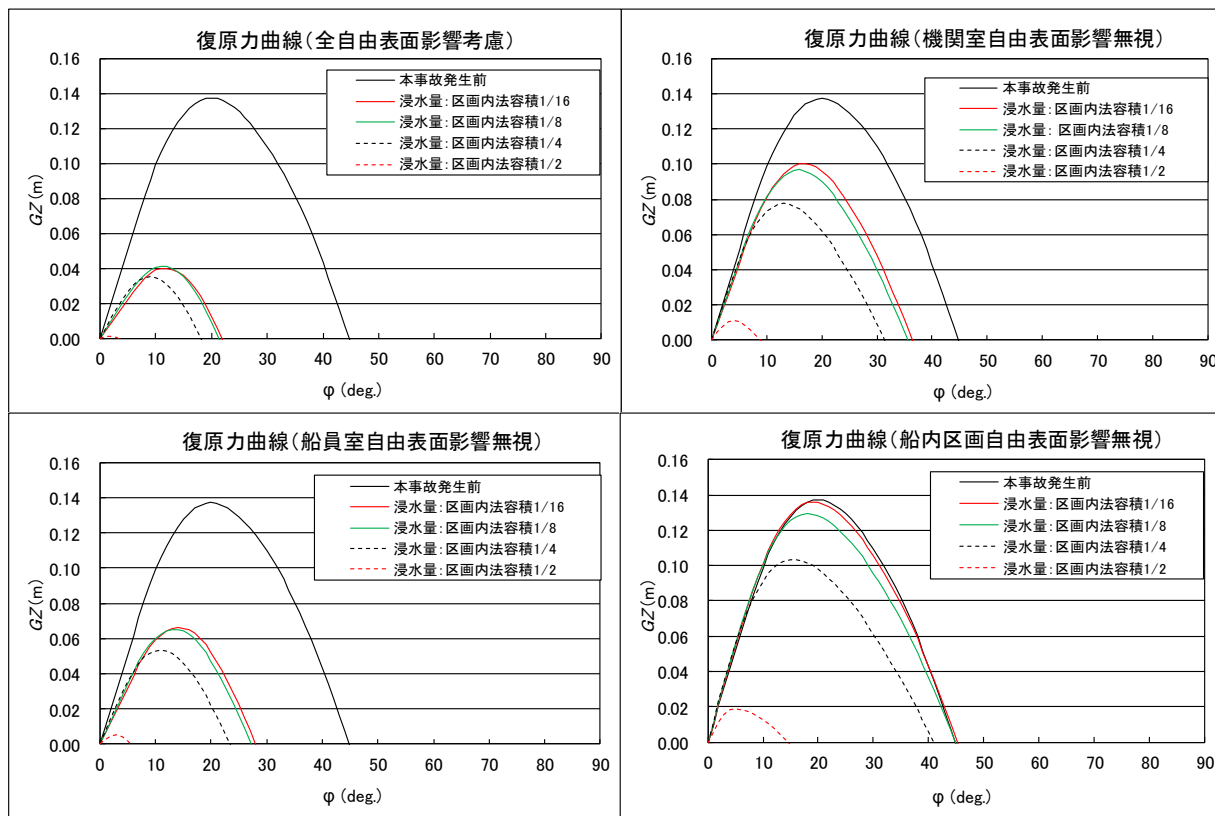 復原力曲線(全自由表面影響考慮)
本事故発生前
浸水量:区画内法容積1/16
浸水量:区画内法容積1/8
浸水量:区画内法容積1/4
浸水量:区画内法容積1/2
GZ(m)
0.16
0.14
0.12
0.10
0.08
0.06
0.04
0.02
0.00
0 10 20 30 40 50 60 70 80 90
φ (deg.)
復原力曲線(機関室自由表面影響無視)
本事故発生前
浸水量:区画内法容積1/16
浸水量: 区画内法容積1/8
浸水量:区画内法容積1/4
浸水量:区画内法容積1/2
GZ(m)
0.16
0.14
0.12
0.10
0.08
0.06
0.04
0.02
0.00
0 10 20 30 40 50 60 70 80 90
φ (deg.)
復原力曲線(船員室自由表面影響無視)
本事故発生前
浸水量:区画内法容積1/16
浸水量:区画内法容積1/8
浸水量:区画内法容積1/4
浸水量:区画内法容積1/2
GZ(m)
0.16
0.14
0.12
0.10
0.08
0.06
0.04
0.02
0.00
0 10 20 30 40 50 60 70 80 90
φ (deg.)
復原力曲線(船内区画自由表面影響無視)
本事故発生前
浸水量:区画内法容積1/16
浸水量:区画内法容積1/8
浸水量:区画内法容積1/4
浸水量:区画内法容積1/2
GZ(m)
0.16
0.14
0.12
0.10
0.08
0.06
0.04
0.02
0.00
0 10 20 30 40 50 60 70 80 90
φ (deg.)